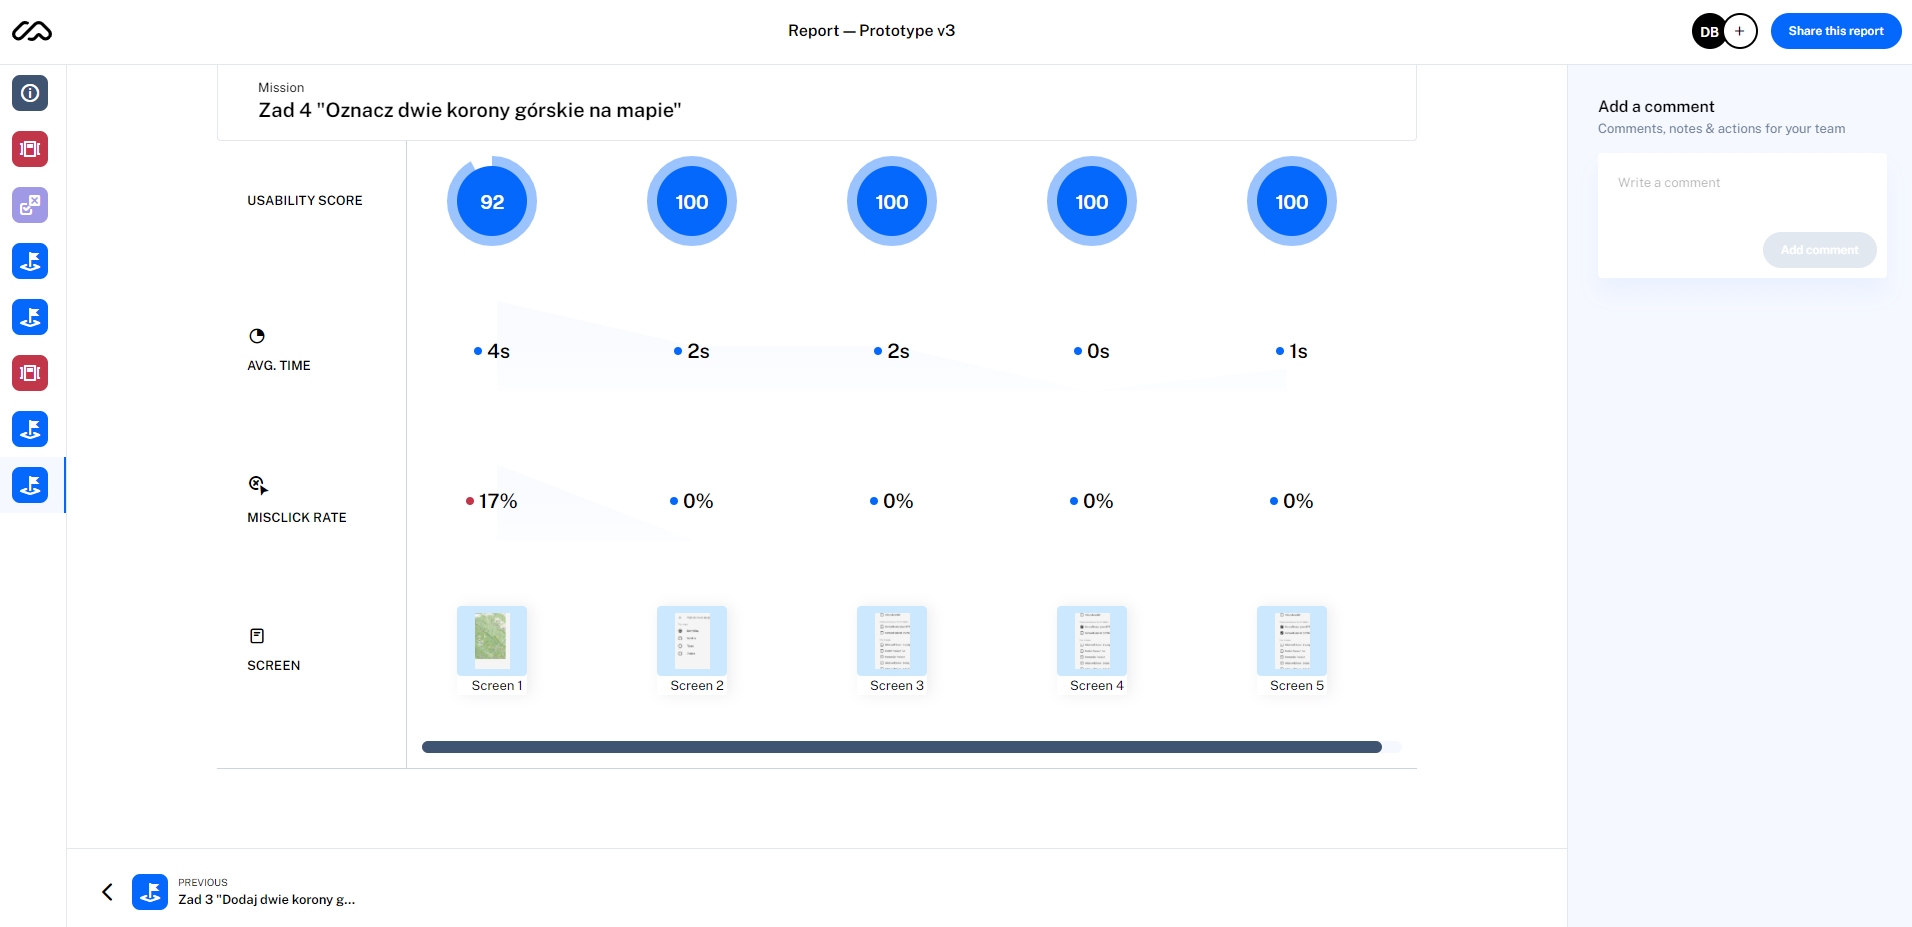 Report — Prototype v3
DB
+
Share this report
Mission
Zad 4 "Oznacz dwie korony górskie na mapie"
USABILITY SCORE
92
100
100
100
100
AVG. TIME
4s
2s
2s
0s
1s
MISCLICK RATE
17%
0%
0%
0%
0%
SCREEN
Screen 1
Screen 2
Screen 3
Screen 4
Screen 5
PREVIOUS
Zad 3 "Dodaj dwie korony g...
Add a comment
Comments, notes & actions for your team
Write a comment
Add comment